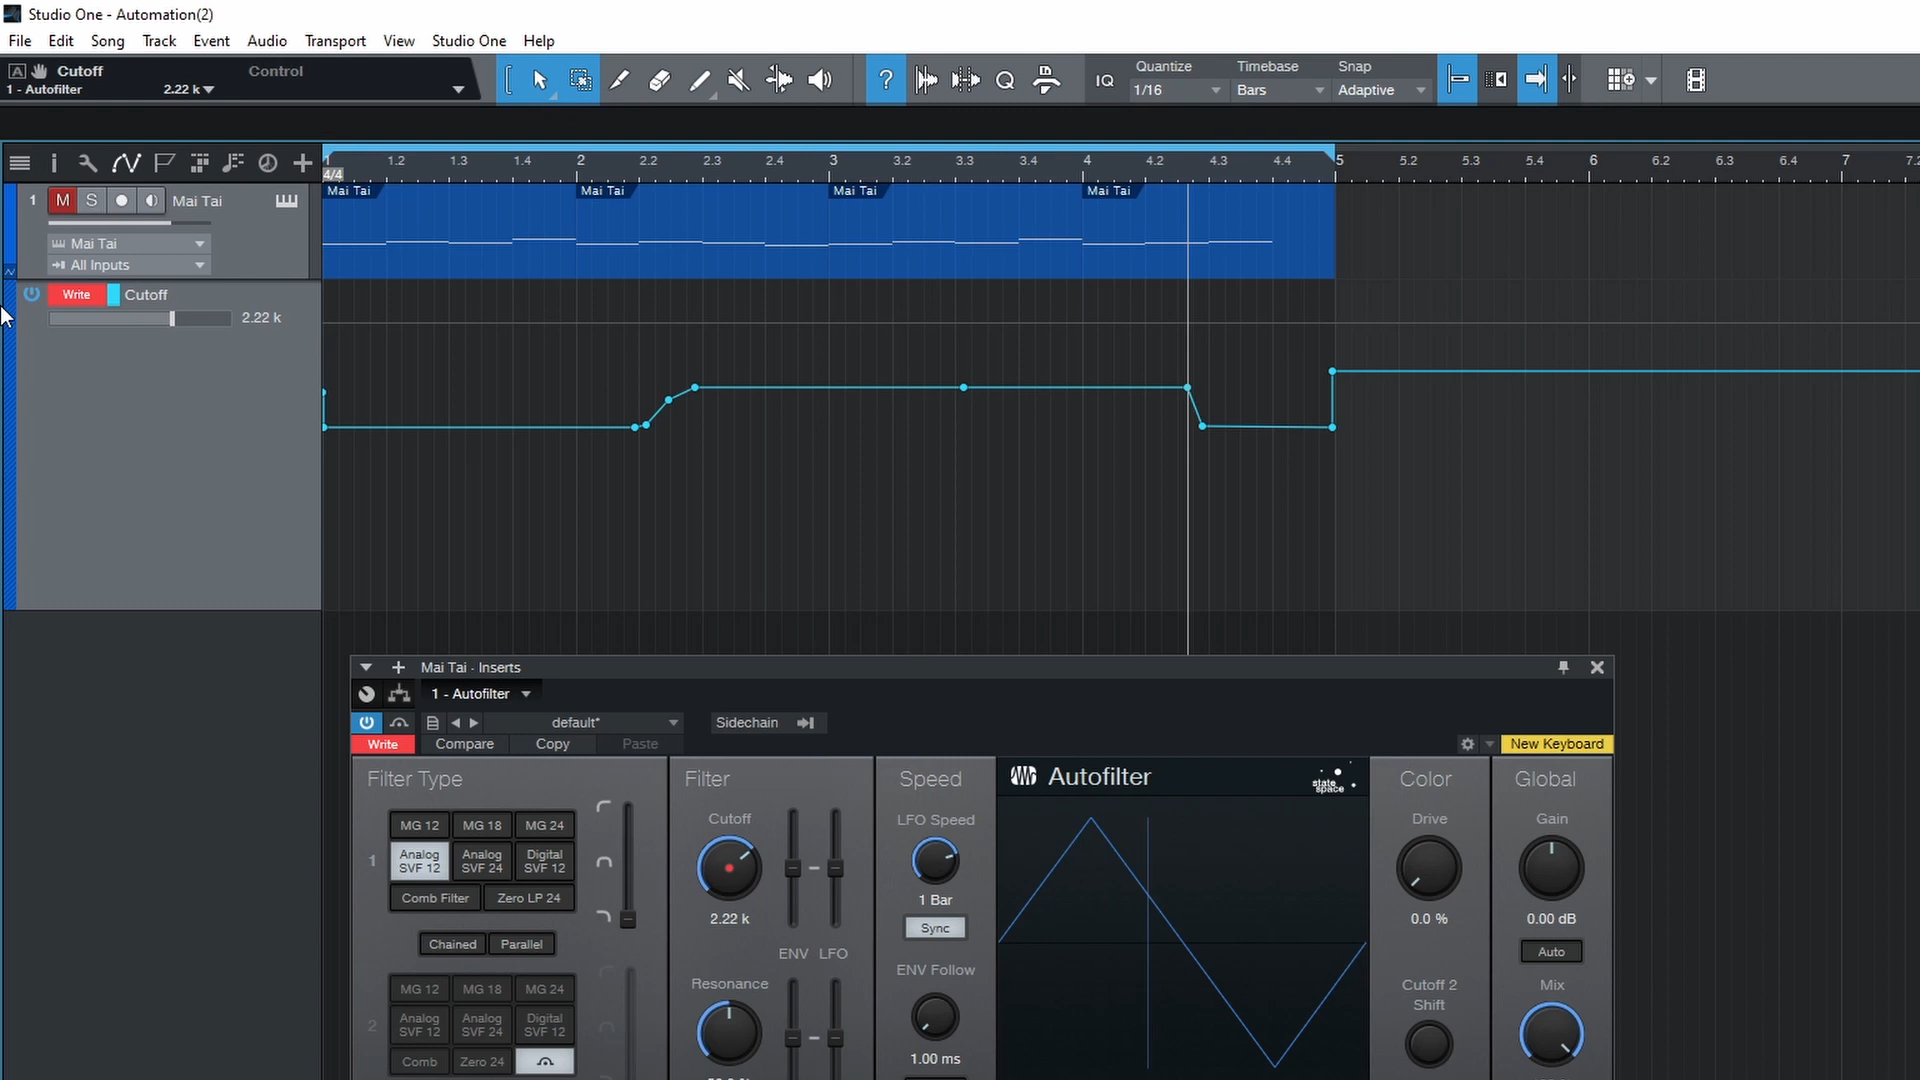 Studio One - Automation(2)
File Edit Song Track Event Audio Transport View Studio One Help
A Cutoff Control
1 - Autofilter 2.22 k
? Q IQ
Quantize Timebase Snap
1/16 Bars Adaptive
i
1 1.2 1.3 1.4 2 2.2 2.3 2.4 3 3.2 3.3 3.4 4 4.2 4.3 4.4 5 5.2 5.3 5.4 6 6.2 6.3 6.4 7 7.2
4/4
Mai Tai Mai Tai Mai Tai Mai Tai
1 M S Mai Tai
Mai Tai
All Inputs
Write Cutoff
2.22 k
Mai Tai - Inserts
1 - Autofilter
default* Sidechain
Write Compare Copy Paste New Keyboard
Filter Type Filter Speed Autofilter state space Color Global
MG 12 MG 18 MG 24
1 Analog SVF 12 Analog SVF 24 Digital SVF 12
Comb Filter Zero LP 24
Chained Parallel
2 MG 12 MG 18 MG 24
Analog SVF 12 Analog SVF 24 Digital SVF 12
Comb Zero 24
Cutoff
2.22 k
ENV LFO
Resonance
LFO Speed
1 Bar
Sync
ENV Follow
1.00 ms
Drive
0.0 %
Cutoff 2
Shift
Gain
0.00 dB
Auto
Mix